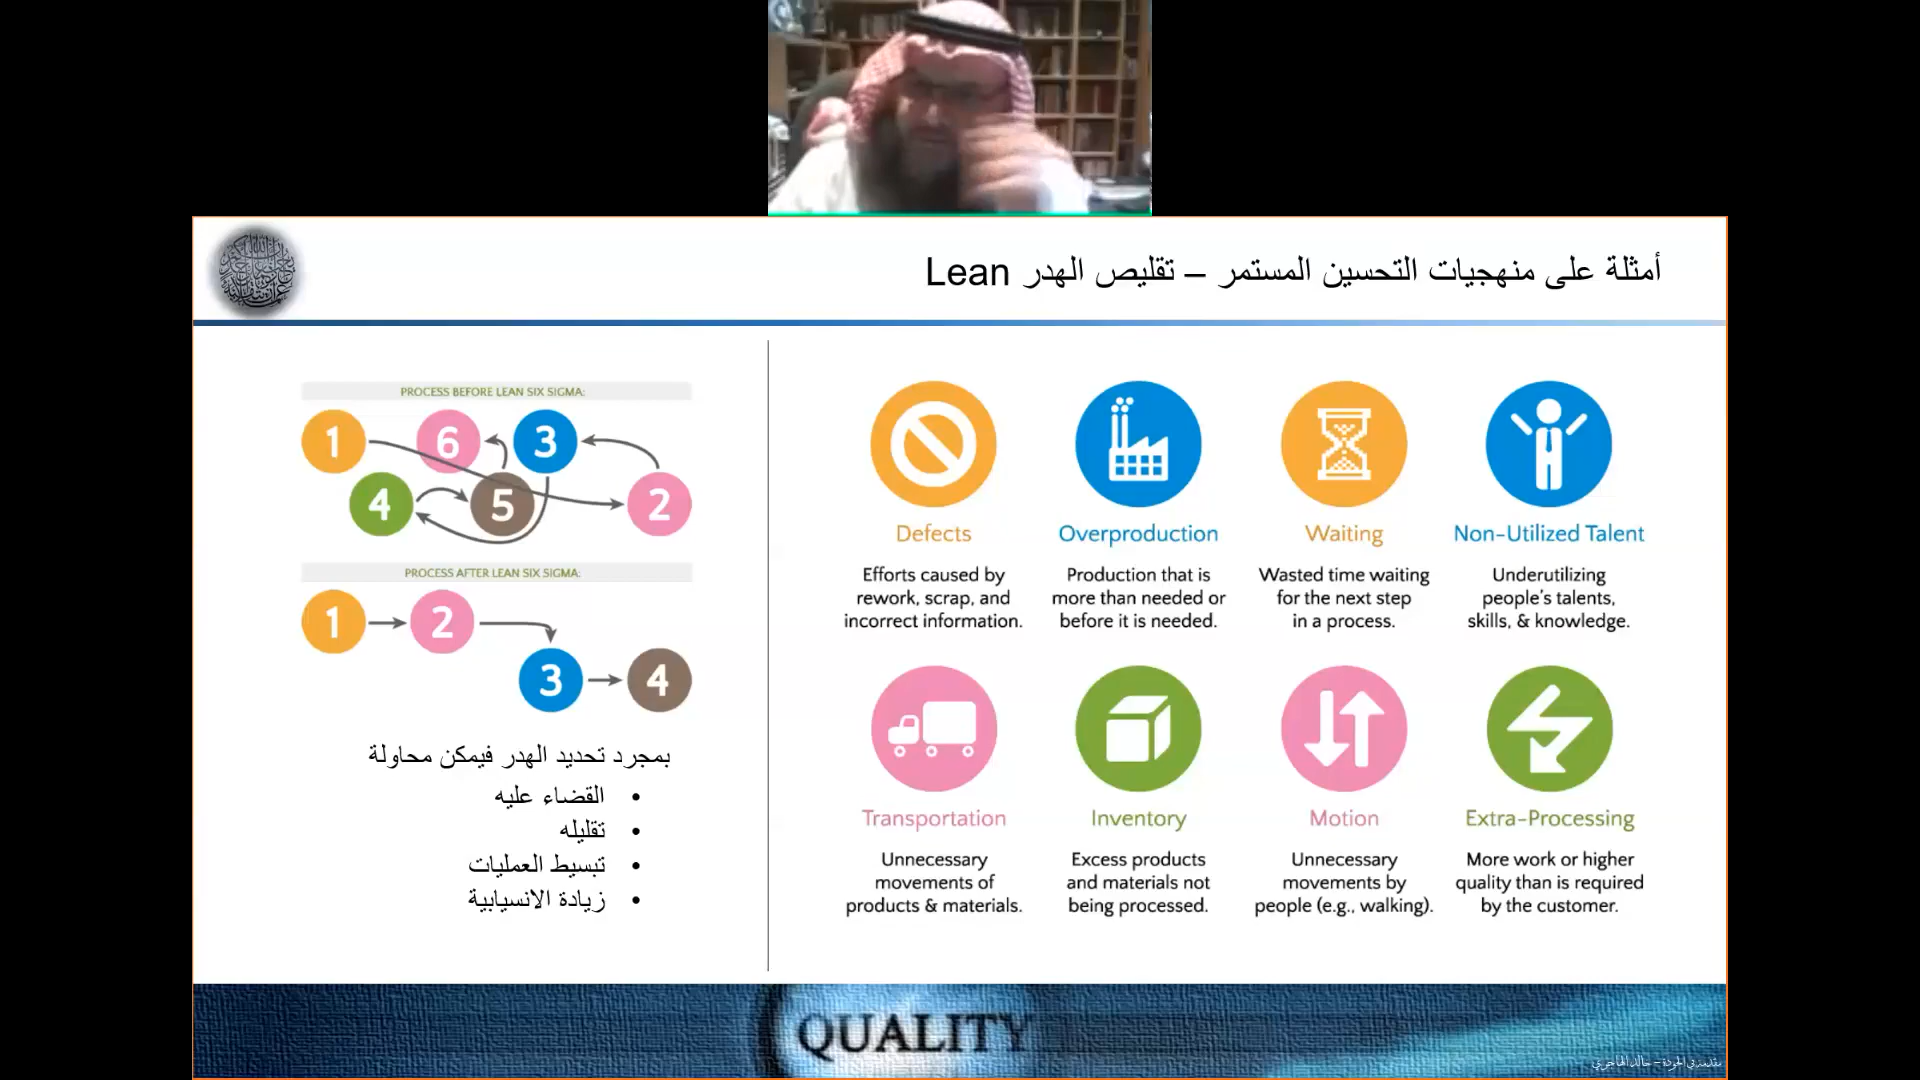 أمثلة على منهجيات التحسين المستمر – تقليص الهدر Lean
PROCESS BEFORE LEAN SIX SIGMA:
1
6
3
4
5
2
PROCESS AFTER LEAN SIX SIGMA:
1
2
3
4
بمجرد تحديد الهدر فيمكن محاولة
• القضاء عليه
• تقليله
• تبسيط العمليات
• زيادة الانسيابية
Defects
Efforts caused by
rework, scrap, and
incorrect information.
Overproduction
Production that is
more than needed or
before it is needed.
Waiting
Wasted time waiting
for the next step
in a process.
Non-Utilized Talent
Underutilizing
people's talents,
skills, & knowledge.
Transportation
Unnecessary
movements of
products & materials.
Inventory
Excess products
and materials not
being processed.
Motion
Unnecessary
movements by
people (e.g., walking).
Extra-Processing
More work or higher
quality than is required
by the customer.
QUALITY
مقدمة في الجودة – خالد الهاجري